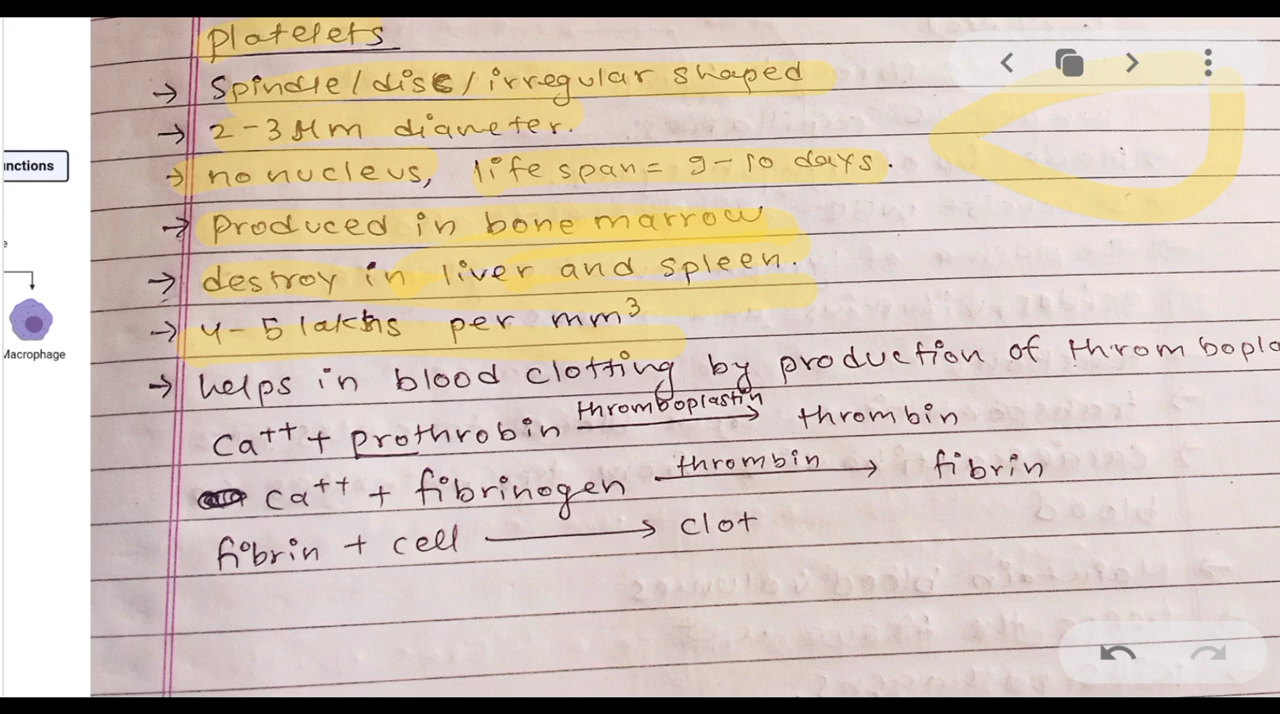 Platelets
→ Spindle/disc/irregular shaped
→ 2-3 μm diameter.
unctions
→ no nucleus, life span = 9-10 days.
→ Produced in bone marrow
→ destroy in liver and spleen.
→ 4-5 lakhs per mm³
Macrophage
→ helps in blood clotting by production of thrombopla
Ca⁺⁺ + prothrobin thromboplastin → thrombin
ca⁺⁺ + fibrinogen thrombin → fibrin
fibrin + cell → clot